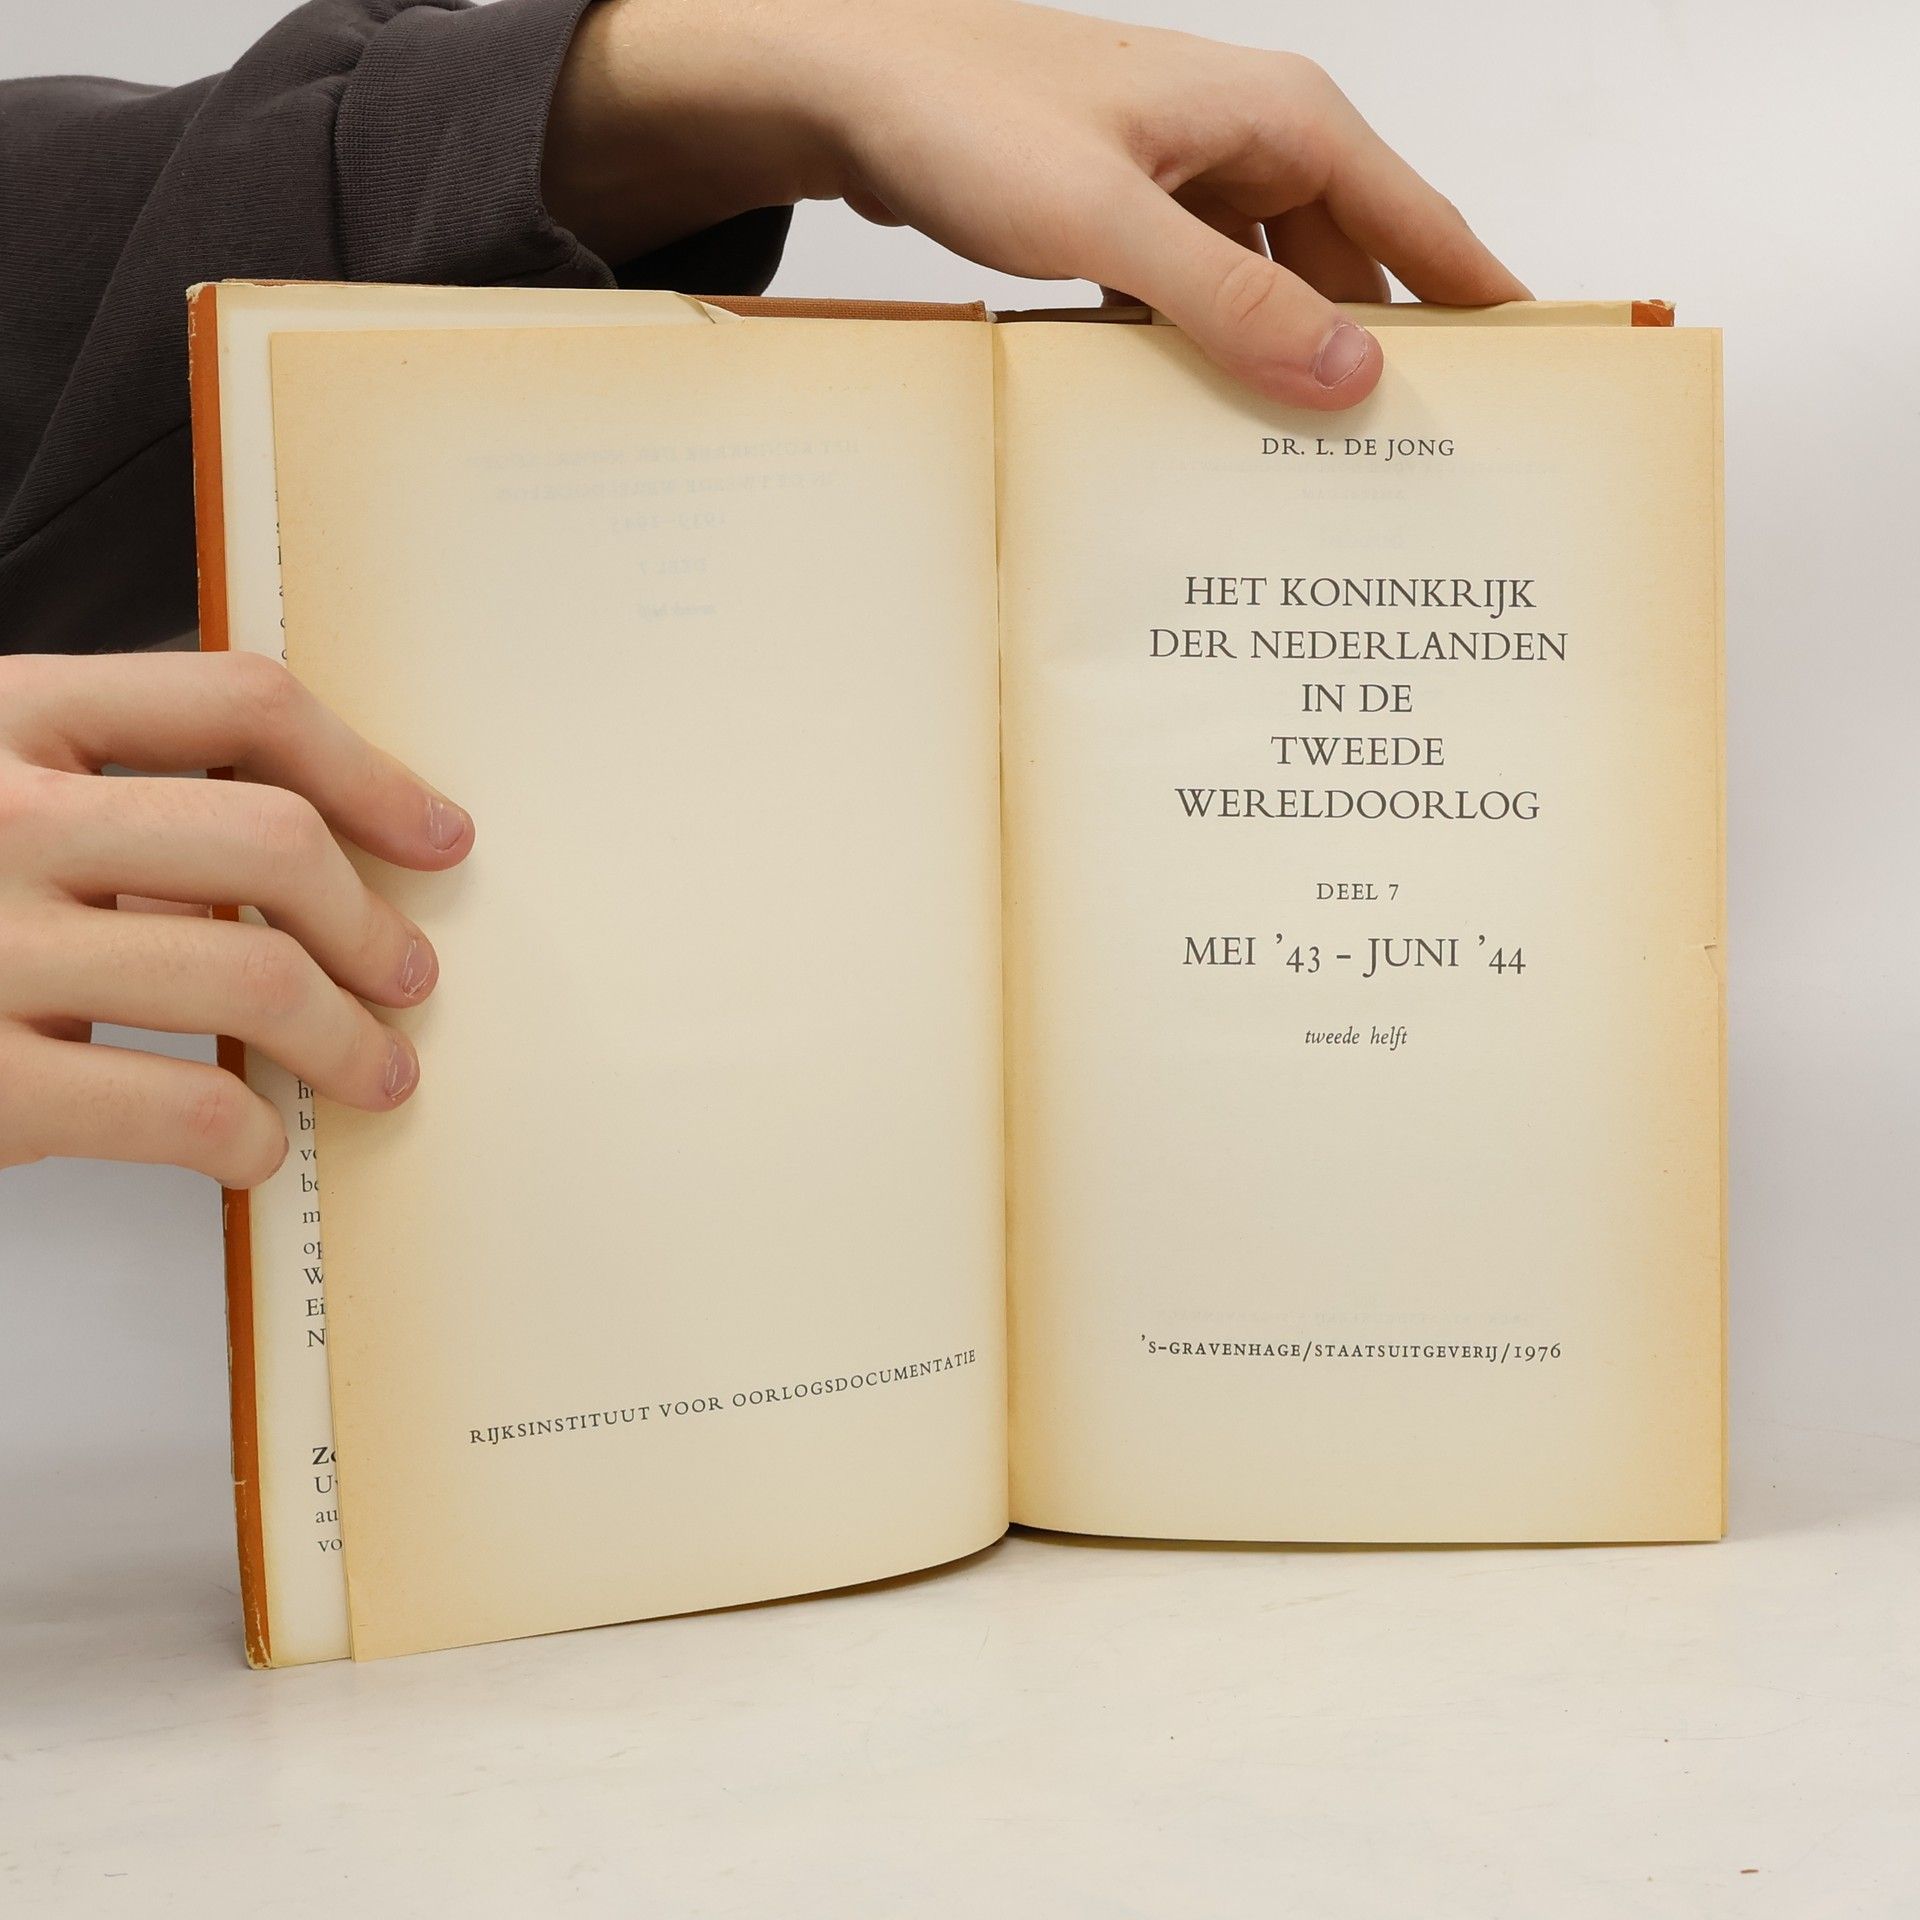 RIJKSINSTITUUT VOOR OORLOGSDOCUMENTATIE
DR. L. DE JONG
HET KONINKRIJK
DER NEDERLANDEN
IN DE
TWEEDE
WERELDOORLOG
DEEL 7
MEI ’43 – JUNI ’44
tweede helft
’S-GRAVENHAGE/STAATSUITGEVERIJ/1976